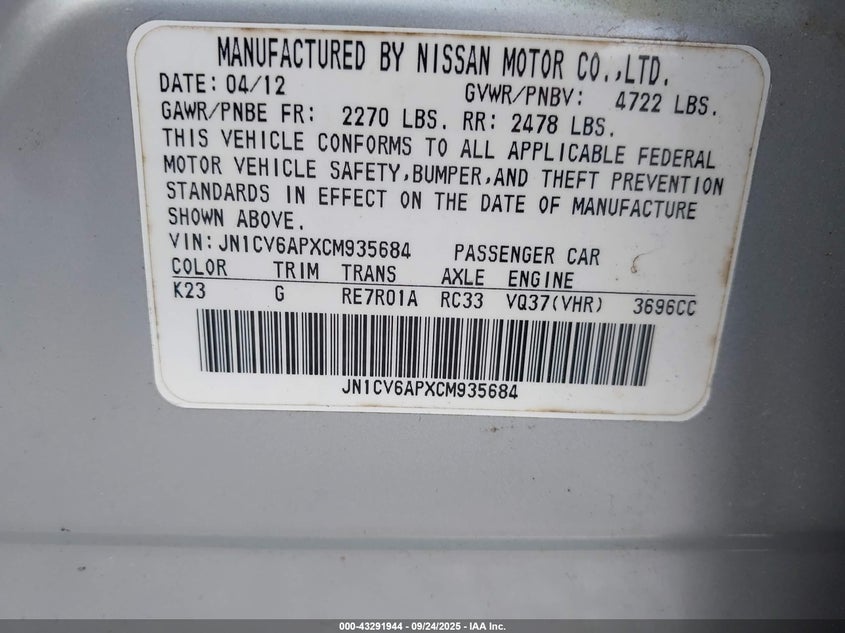 MANUFACTURED BY NISSAN MOTOR CO.,LTD.
DATE: 04/12 GVWR/PNBV: 4722 LBS.
GAWR/PNBE FR: 2270 LBS. RR: 2478 LBS.
THIS VEHICLE CONFORMS TO ALL APPLICABLE FEDERAL
MOTOR VEHICLE SAFETY,BUMPER,AND THEFT PREVENTION
STANDARDS IN EFFECT ON THE DATE OF MANUFACTURE
SHOWN ABOVE.
VIN: JN1CV6APXCM935684 PASSENGER CAR
COLOR TRIM TRANS AXLE ENGINE
K23 G RE7R01A RC33 VQ37(VHR) 3696CC
JN1CV6APXCM935684
000-43291944 - 09/24/2025 - IAA Inc.